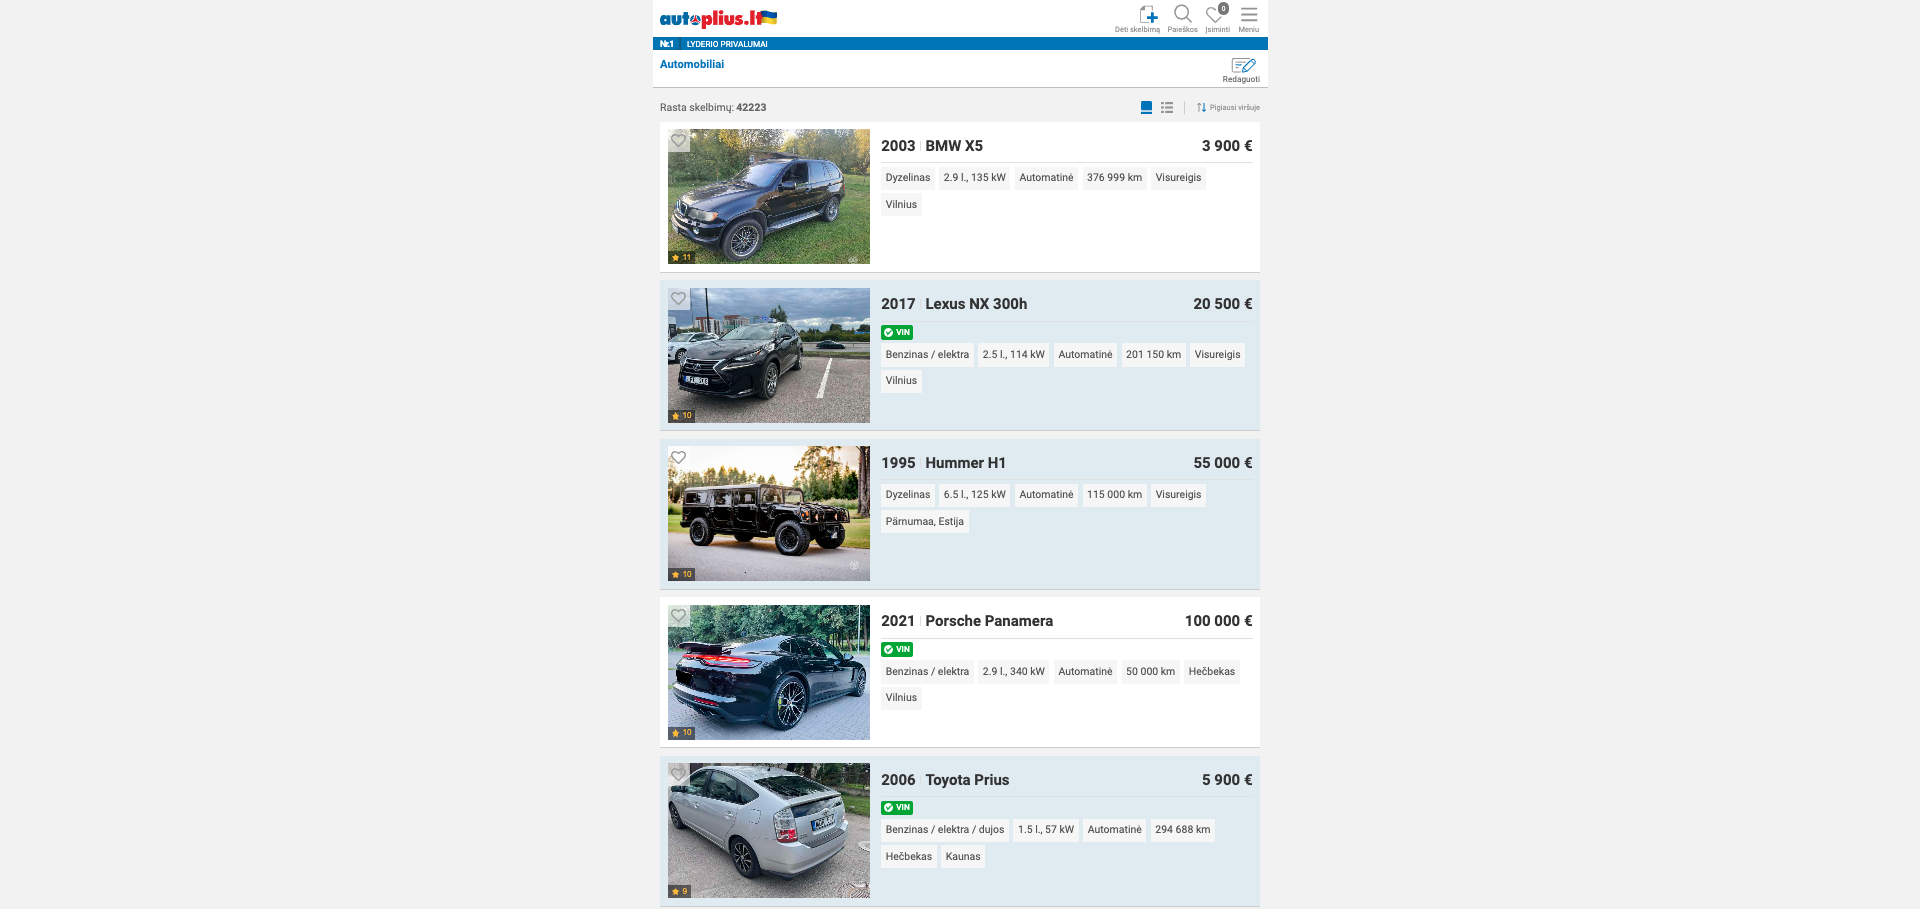 autoplius.lt
Dėti skelbimą Paieškos 0 Įsiminti Meniu
Nr.1 LYDERIO PRIVALUMAI
Automobiliai
Redaguoti
Rasta skelbimų: 42223
Pigiausi viršuje
2003 BMW X5 3 900 €
Dyzelinas 2.9 l., 135 kW Automatinė 376 999 km Visureigis
Vilnius
11
2017 Lexus NX 300h 20 500 €
VIN
Benzinas / elektra 2.5 l., 114 kW Automatinė 201 150 km Visureigis
Vilnius
10
1995 Hummer H1 55 000 €
Dyzelinas 6.5 l., 125 kW Automatinė 115 000 km Visureigis
Pärnumaa, Estija
10
2021 Porsche Panamera 100 000 €
VIN
Benzinas / elektra 2.9 l., 340 kW Automatinė 50 000 km Hečbekas
Vilnius
10
2006 Toyota Prius 5 900 €
VIN
Benzinas / elektra / dujos 1.5 l., 57 kW Automatinė 294 688 km
Hečbekas Kaunas
9